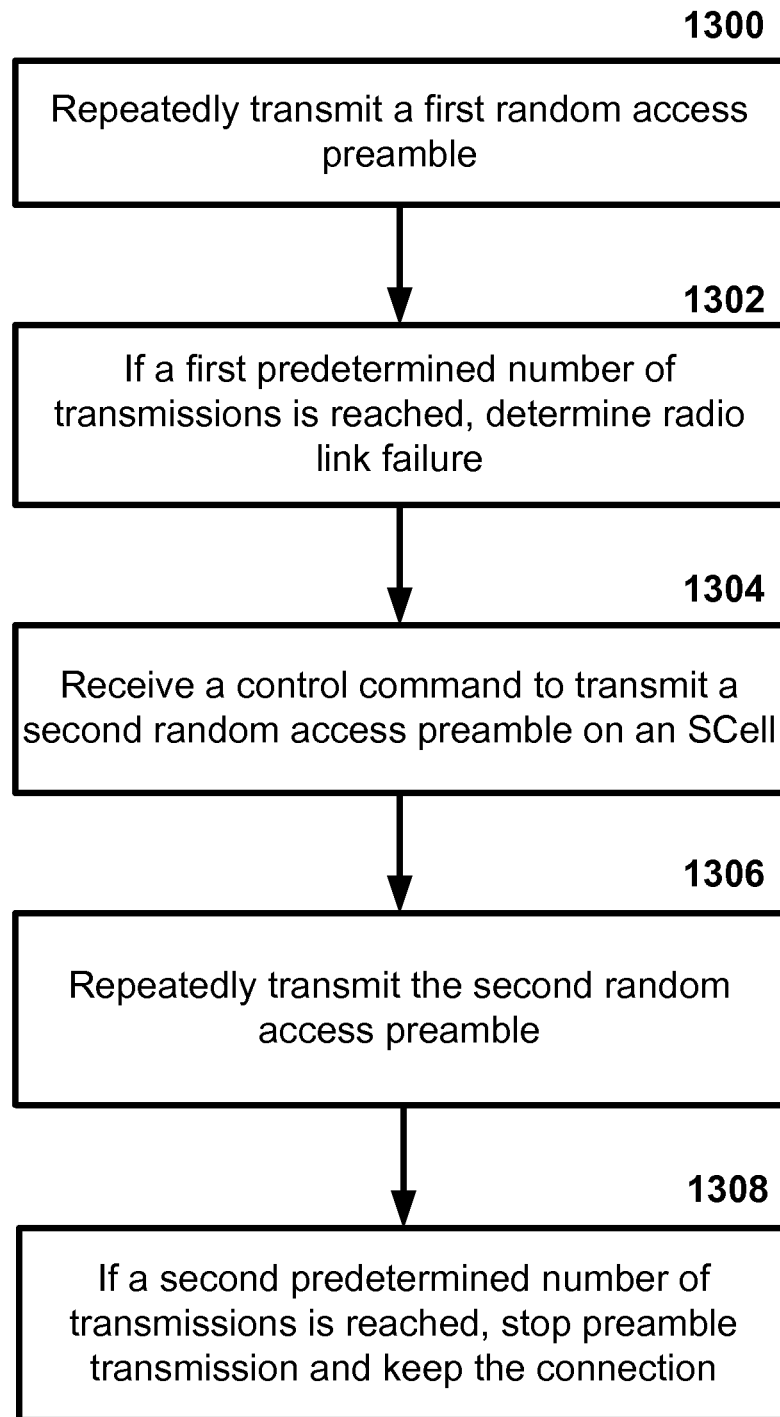 1300
Repeatedly transmit a first random access
preamble
1302
If a first predetermined number of
transmissions is reached, determine radio
link failure
1304
Receive a control command to transmit a
second random access preamble on an SCell
1306
Repeatedly transmit the second random
access preamble
1308
If a second predetermined number of
transmissions is reached, stop preamble
transmission and keep the connection